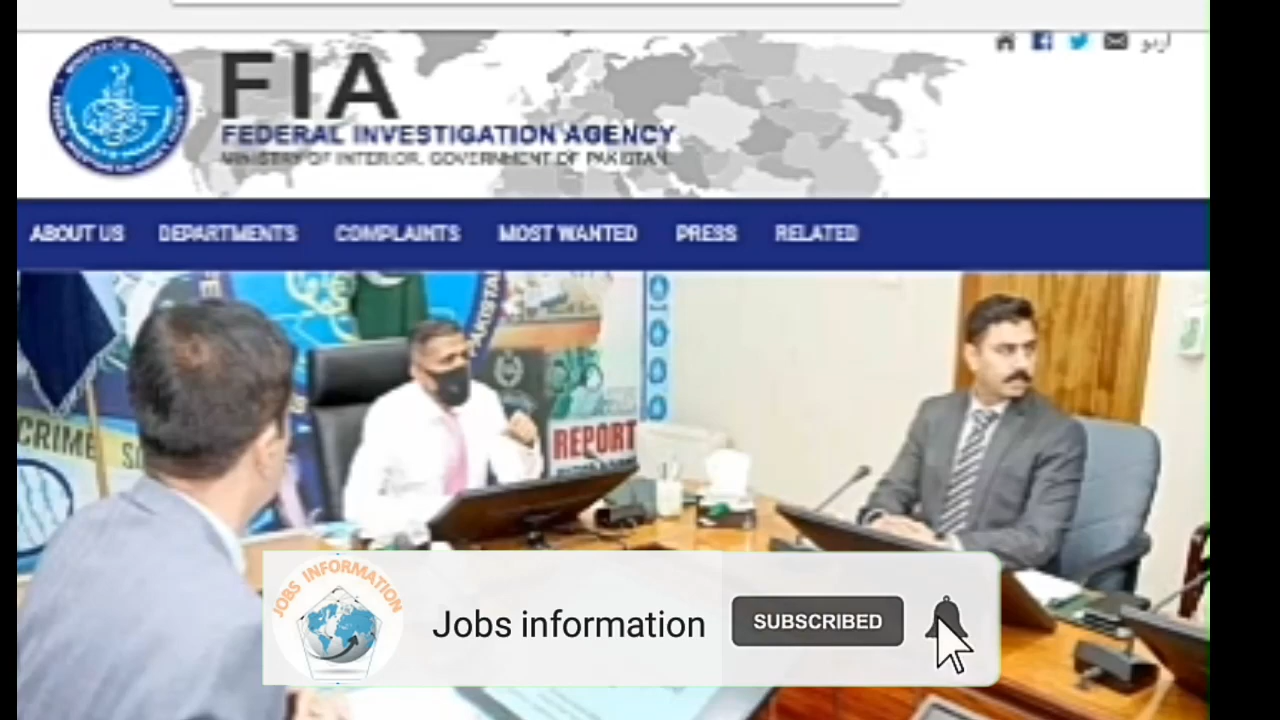 FIA
FEDERAL INVESTIGATION AGENCY
MINISTRY OF INTERIOR, GOVERNMENT OF PAKISTAN
اردو
ABOUT US DEPARTMENTS COMPLAINTS MOST WANTED PRESS RELATED
PAKISTA
CRIME
REPORT
JOBS INFORMATION
Jobs information
SUBSCRIBED